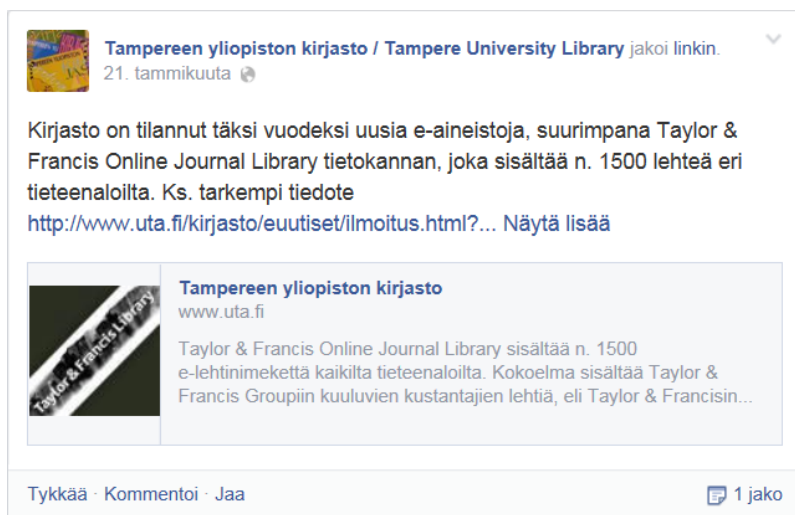 Tampereen yliopiston kirjasto / Tampere University Library jakoi linkin.
21. tammikuuta
Kirjasto on tilannut täksi vuodeksi uusia e-aineistoja, suurimpana Taylor &
Francis Online Journal Library tietokannan, joka sisältää n. 1500 lehteä eri
tieteenaloilta. Ks. tarkempi tiedote
http://www.uta.fi/kirjasto/euutiset/ilmoitus.html?... Näytä lisää
Taylor & Francis Library
Tampereen yliopiston kirjasto
www.uta.fi
Taylor & Francis Online Journal Library sisältää n. 1500
e-lehtinimekettä kaikilta tieteenaloilta. Kokoelma sisältää Taylor &
Francis Groupiin kuuluvien kustantajien lehtiä, eli Taylor & Francisin...
Tykkää · Kommentoi · Jaa
1 jako